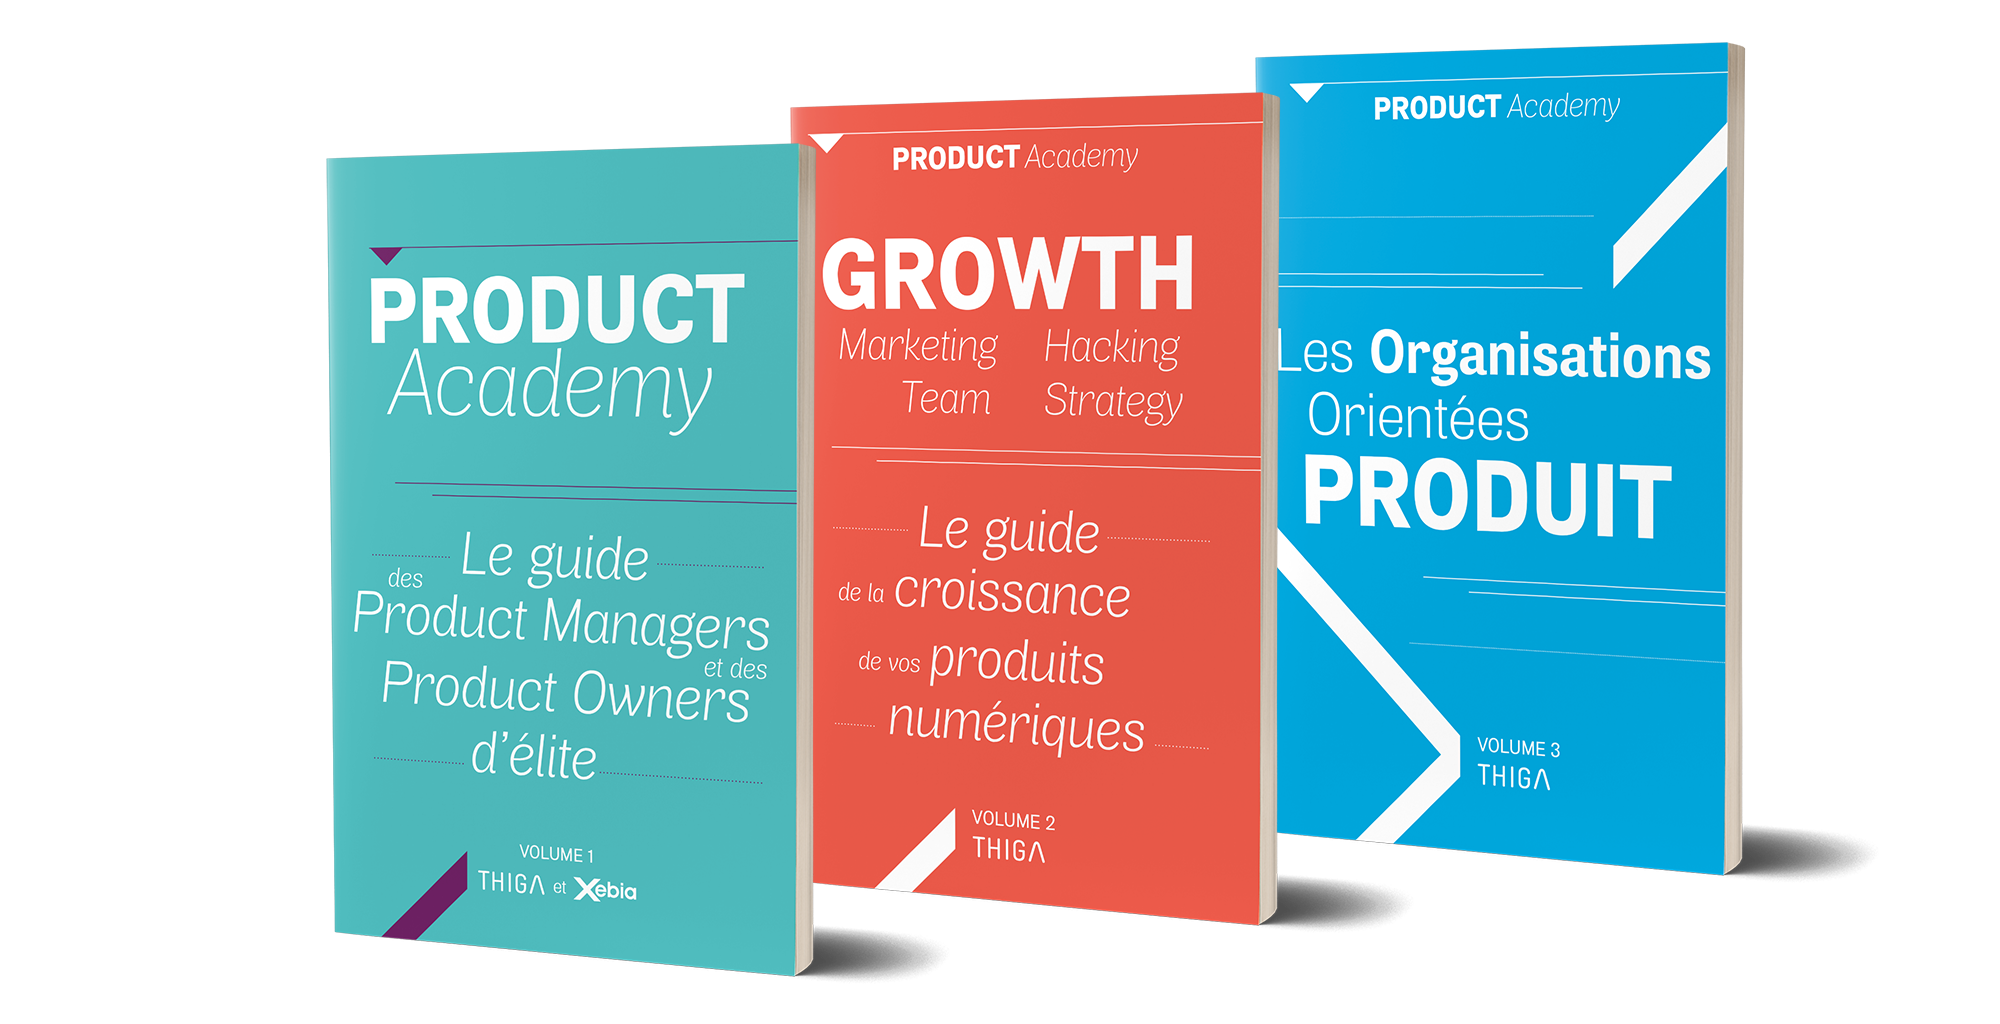 PRODUCT
Academy
Le guide
des
Product Managers
et des
Product Owners
d'élite
VOLUME 1
THIGA et Xebia
PRODUCT Academy
GROWTH
Marketing Hacking
Team Strategy
Le guide
de la croissance
de vos produits
numériques
VOLUME 2
THIGA
PRODUCT Academy
Les Organisations
Orientées
PRODUIT
VOLUME 3
THIGA